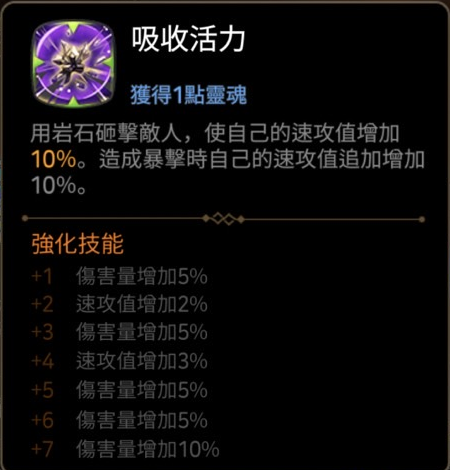 吸收活力
獲得1點靈魂
用岩石砸擊敵人，使自己的速攻值增加
10%。造成暴擊時自己的速攻值追加增加
10%。
強化技能
+1 傷害量增加5%
+2 速攻值增加2%
+3 傷害量增加5%
+4 速攻值增加3%
+5 傷害量增加5%
+6 傷害量增加5%
+7 傷害量增加10%